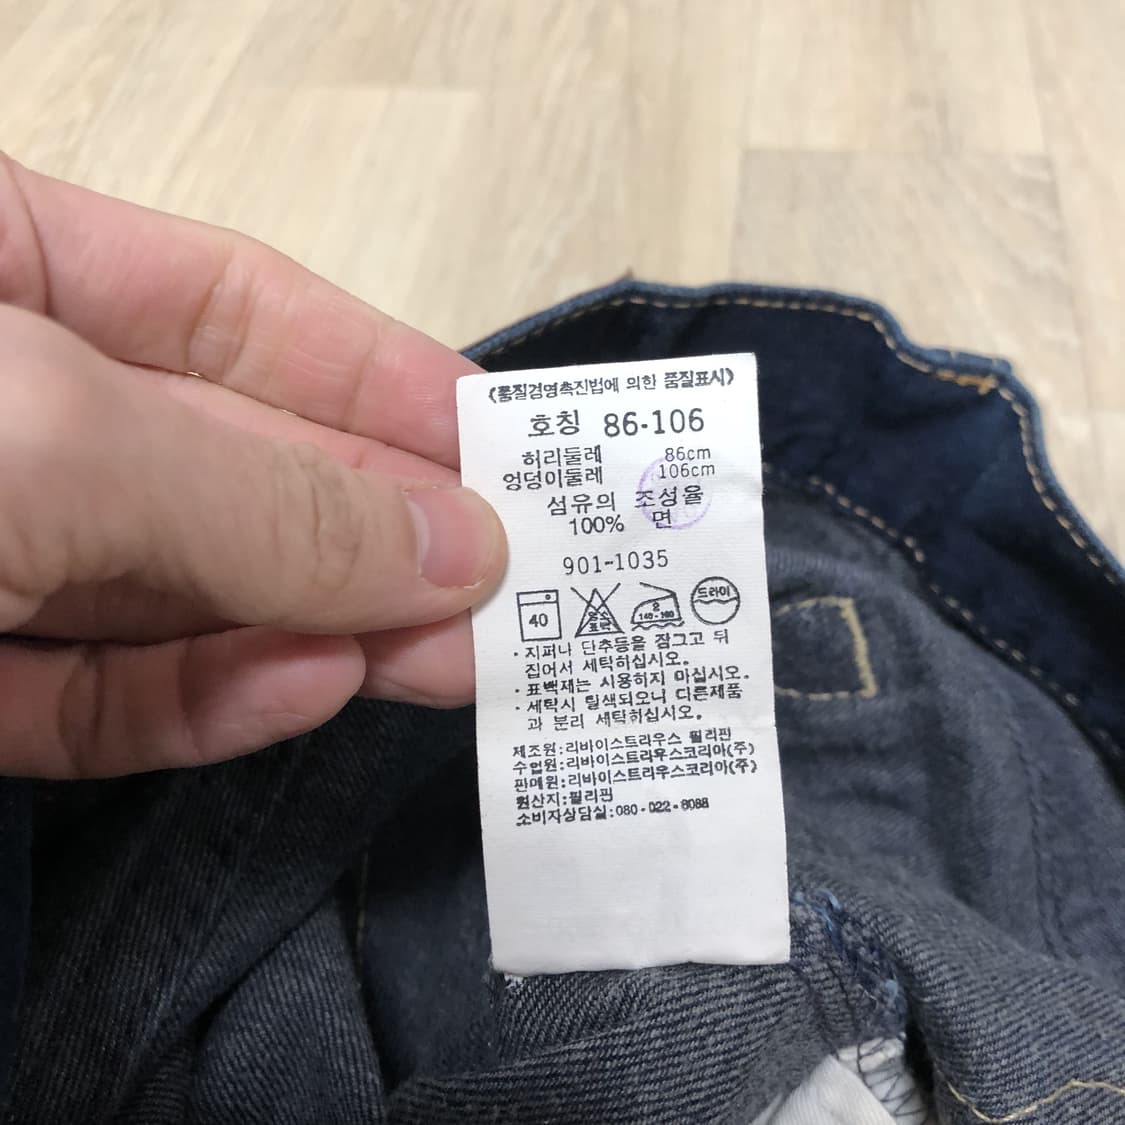 《품질경영촉진법에 의한 품질표시》
호칭 86-106
허리둘레 86cm
엉덩이둘레 106cm
섬유의 조성율
100% 면
901-1035
40 염소 표백 2 140-160 드라이
· 지퍼나 단추등을 잠그고 뒤
집어서 세탁하십시오.
· 표백제는 사용하지 마십시오.
· 세탁시 탈색되오니 다른제품
과 분리 세탁하십시오.
제조원:리바이스트라우스 필리핀
수입원:리바이스트라우스코리아(주)
판매원:리바이스트라우스코리아(주)
원산지:필리핀
소비자상담실:080-022-8088